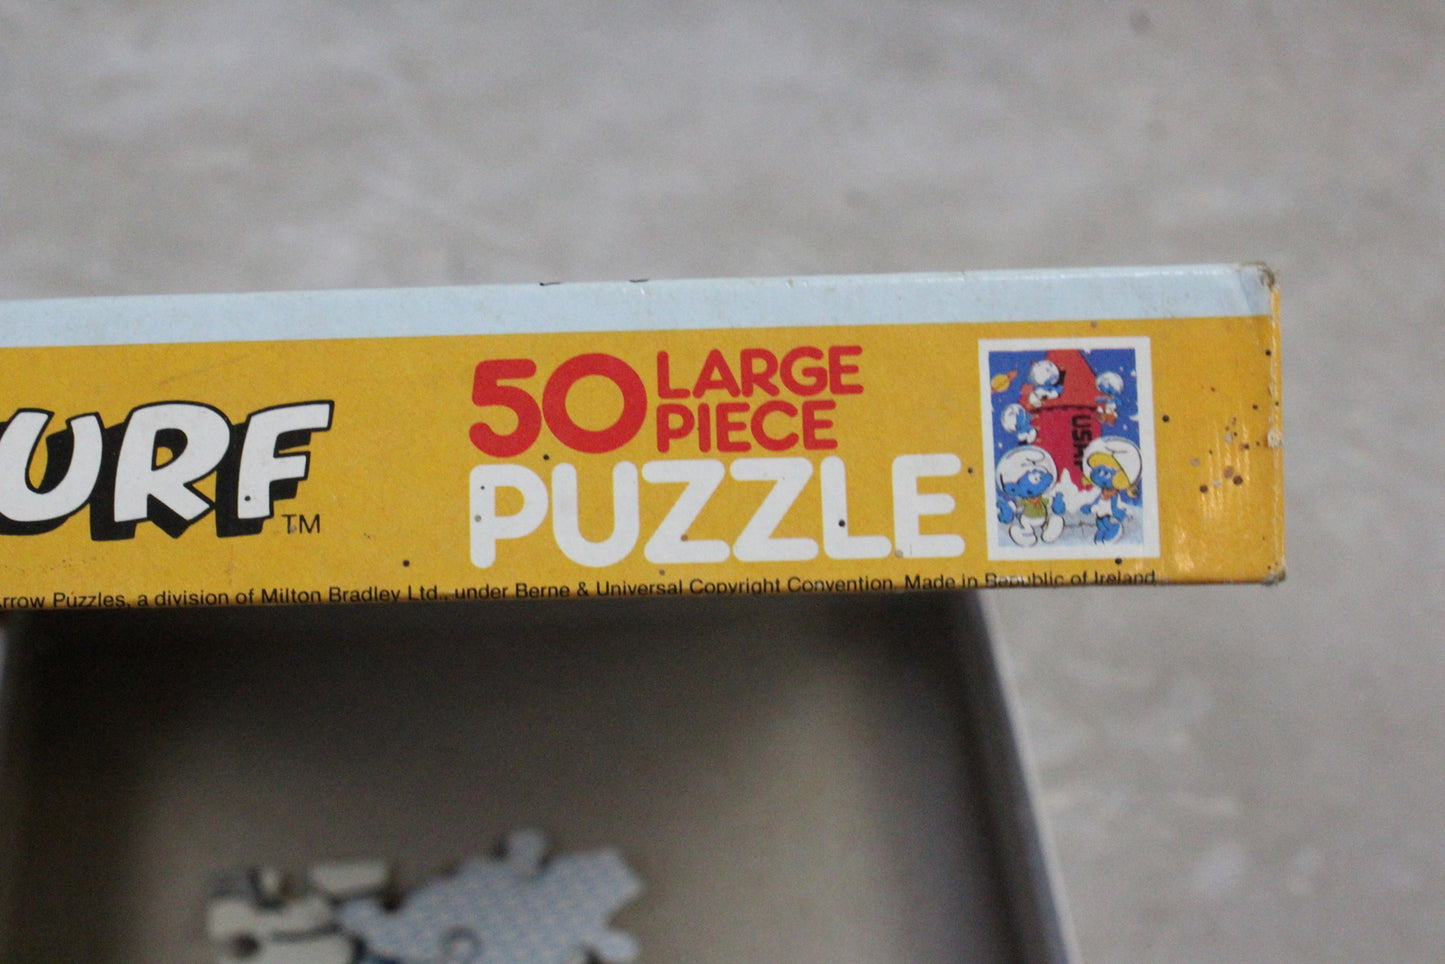 URF
TM
50 LARGE
PIECE
PUZZLE
Arrow Puzzles, a division of Milton Bradley Ltd., under Berne & Universal Copyright Convention. Made in Republic of Ireland